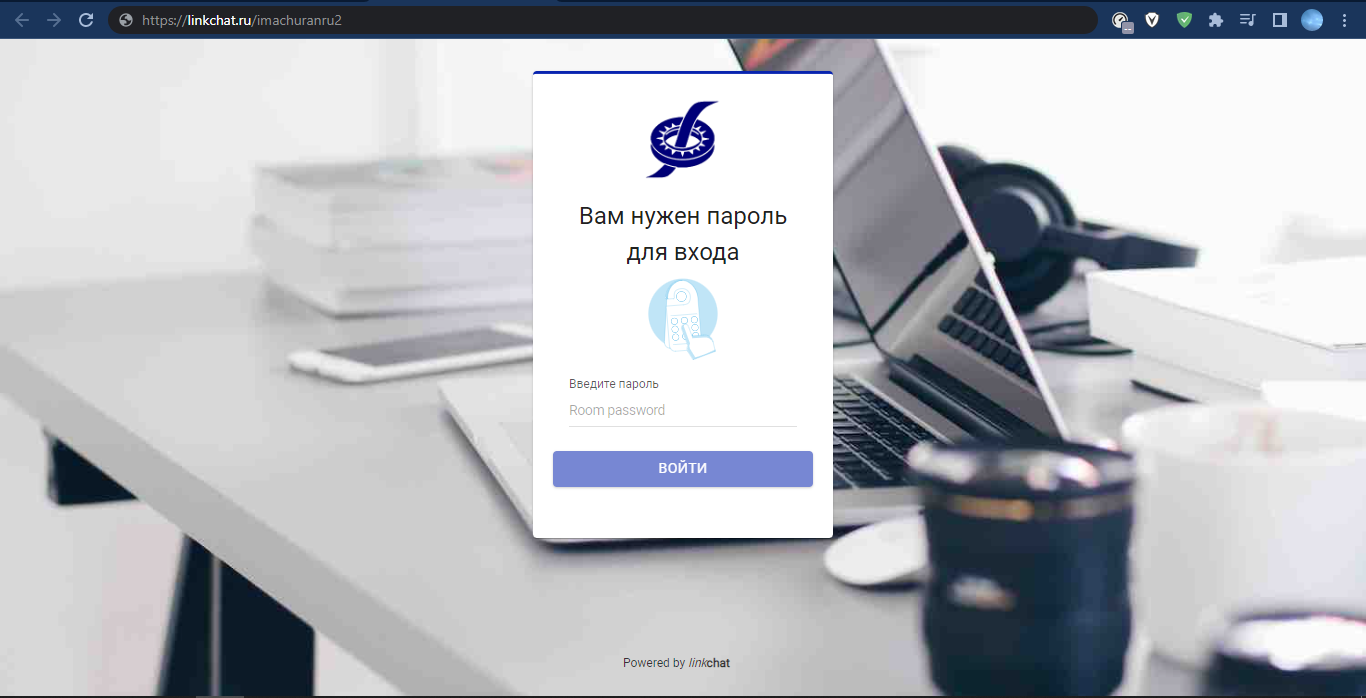 https://linkchat.ru/imachuranru2
Вам нужен пароль
для входа
Введите пароль
Room password
ВОЙТИ
Powered by linkchat